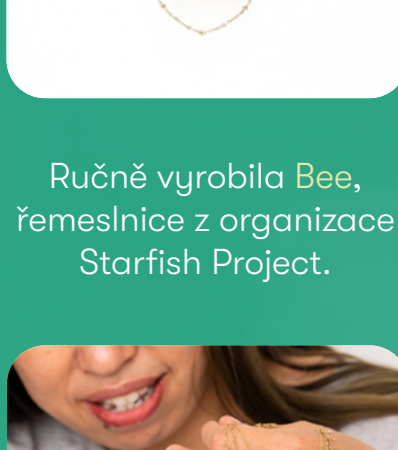 Ručně vyrobila Bee,
řemeslnice z organizace
Starfish Project.